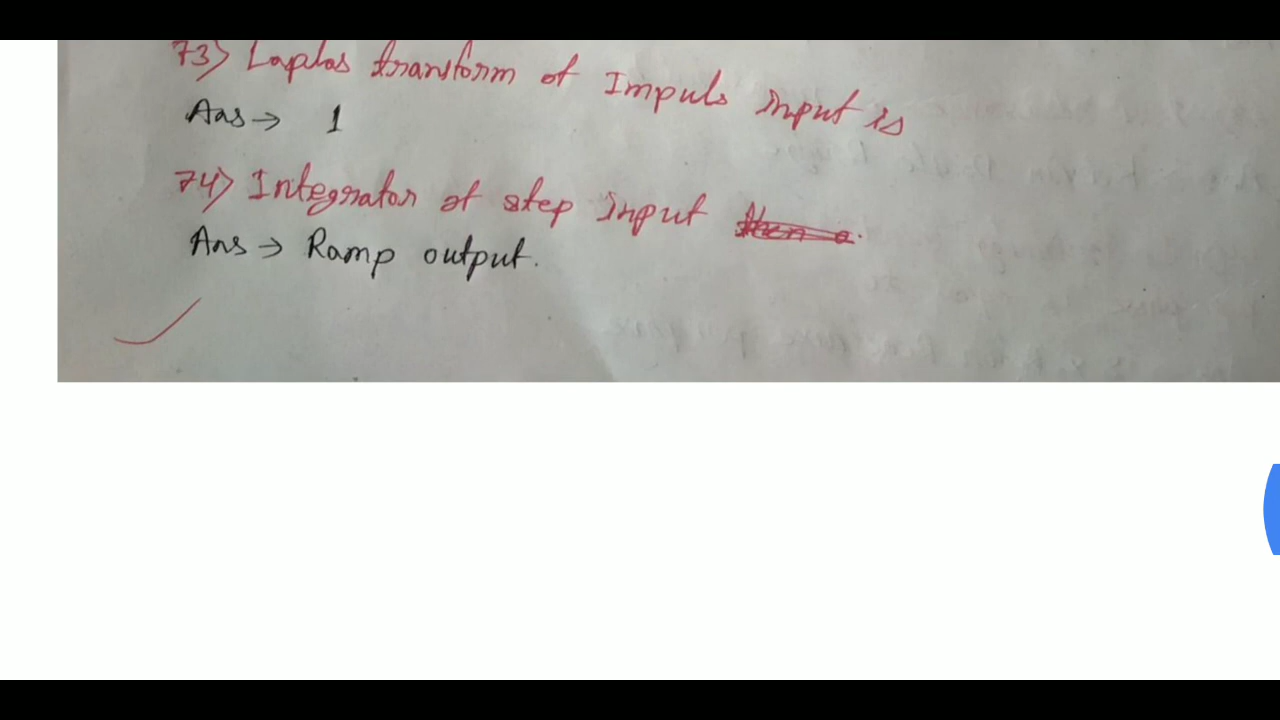 73) Laplas transform of Impuls input is
Ans → 1
74) Integrator of step input
Ans → Ramp output.